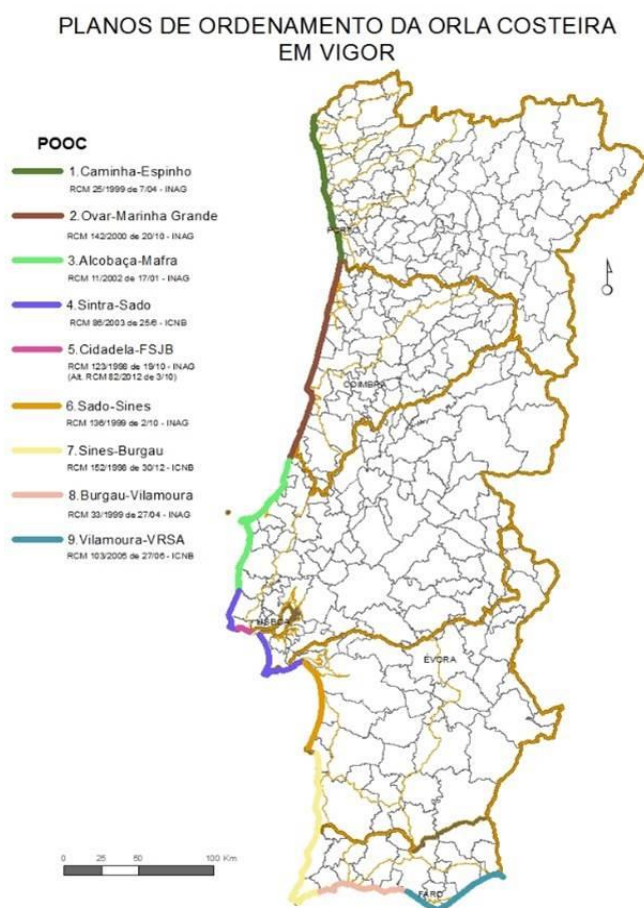 PLANOS DE ORDENAMENTO DA ORLA COSTEIRA
EM VIGOR
POOC
1.Caminha-Espinho
RCM 25/1999 de 7/04 - INAG
2.Ovar-Marinha Grande
RCM 142/2000 de 20/10 - INAG
3.Alcobaça-Mafra
RCM 11/2002 de 17/01 - INAG
4.Sintra-Sado
RCM 86/2003 de 25/6 - ICNB
5.Cidadela-FSJB
RCM 123/1998 de 19/10 - INAG
(Alt. RCM 82/2012 de 3/10)
6.Sado-Sines
RCM 136/1999 de 2/10 - INAG
7.Sines-Burgau
RCM 152/1998 de 30/12 - ICNB
8.Burgau-Vilamoura
RCM 33/1999 de 27/04 - INAG
9.Vilamoura-VRSA
RCM 103/2005 de 27/06 - ICNB
PORTO
COIMBRA
LISBOA
ÉVORA
FARO
0 25 50 100 Km